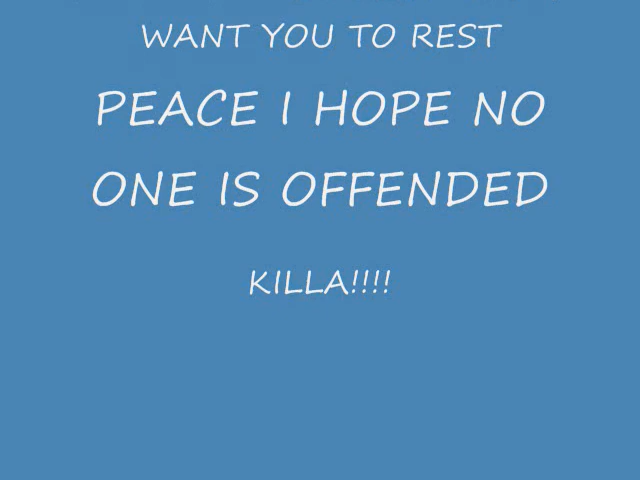 WANT YOU TO REST
PEACE I HOPE NO
ONE IS OFFENDED
KILLA!!!!